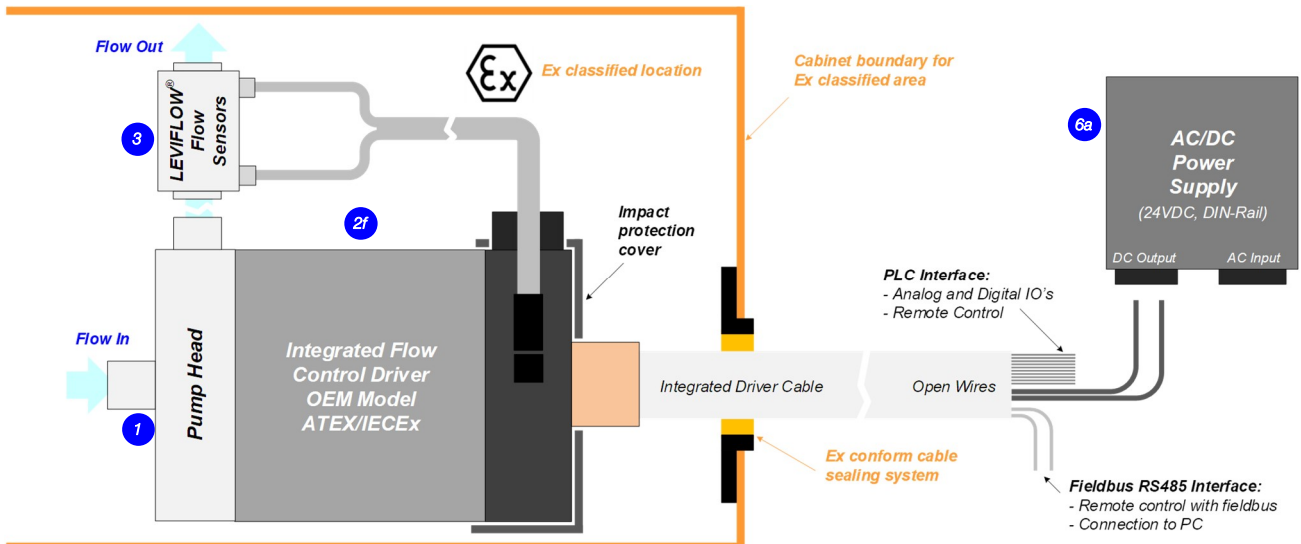 Flow Out
LEVIFLOW®
Flow
Sensors
3
Ex
Ex classified location
Cabinet boundary for
Ex classified area
6a
AC/DC
Power
Supply
(24VDC, DIN-Rail)
DC Output
AC Input
2f
Impact
protection
cover
PLC Interface:
- Analog and Digital IO's
- Remote Control
Flow In
1
Pump Head
Integrated Flow
Control Driver
OEM Model
ATEX/IECEx
Integrated Driver Cable
Open Wires
Ex conform cable
sealing system
Fieldbus RS485 Interface:
- Remote control with fieldbus
- Connection to PC